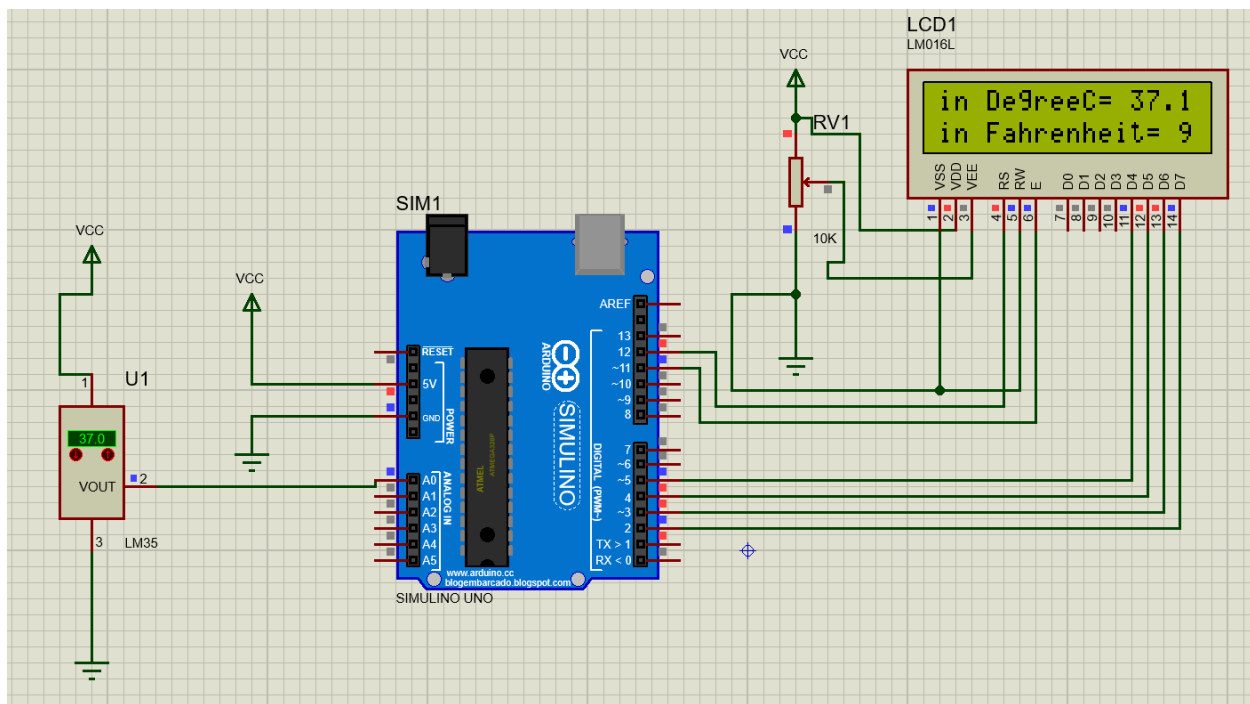 LCD1
LM016L
in DegreeC= 37.1
in Fahrenheit= 9
VSS
VDD
VEE
RS
RW
E
D0
D1
D2
D3
D4
D5
D6
D7
1
2
3
4
5
6
7
8
9
10
11
12
13
14
VCC
RV1
10K
VCC
U1
1
37.0
VOUT
2
3
LM35
VCC
SIM1
RESET
5V
GND
POWER
A0
A1
A2
A3
A4
A5
ANALOG IN
ATMEL
ATMEGA328P
ARDUINO
SIMULINO
AREF
13
12
~11
~10
~9
8
7
~6
~5
4
~3
2
TX > 1
RX < 0
DIGITAL (PWM~)
www.arduino.cc
blogembarcado.blogspot.com
SIMULINO UNO